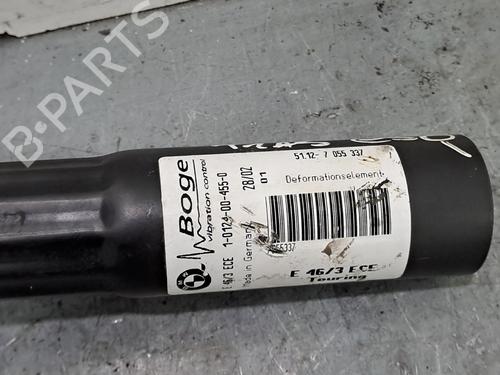 B-PARTS
Boge
vibration control
E 46/3 ECE 1-0124-00-455-0
Made in Germany
28/02
01
51.12-7 055 337
Deformationselement
E 46/3 ECE
Touring